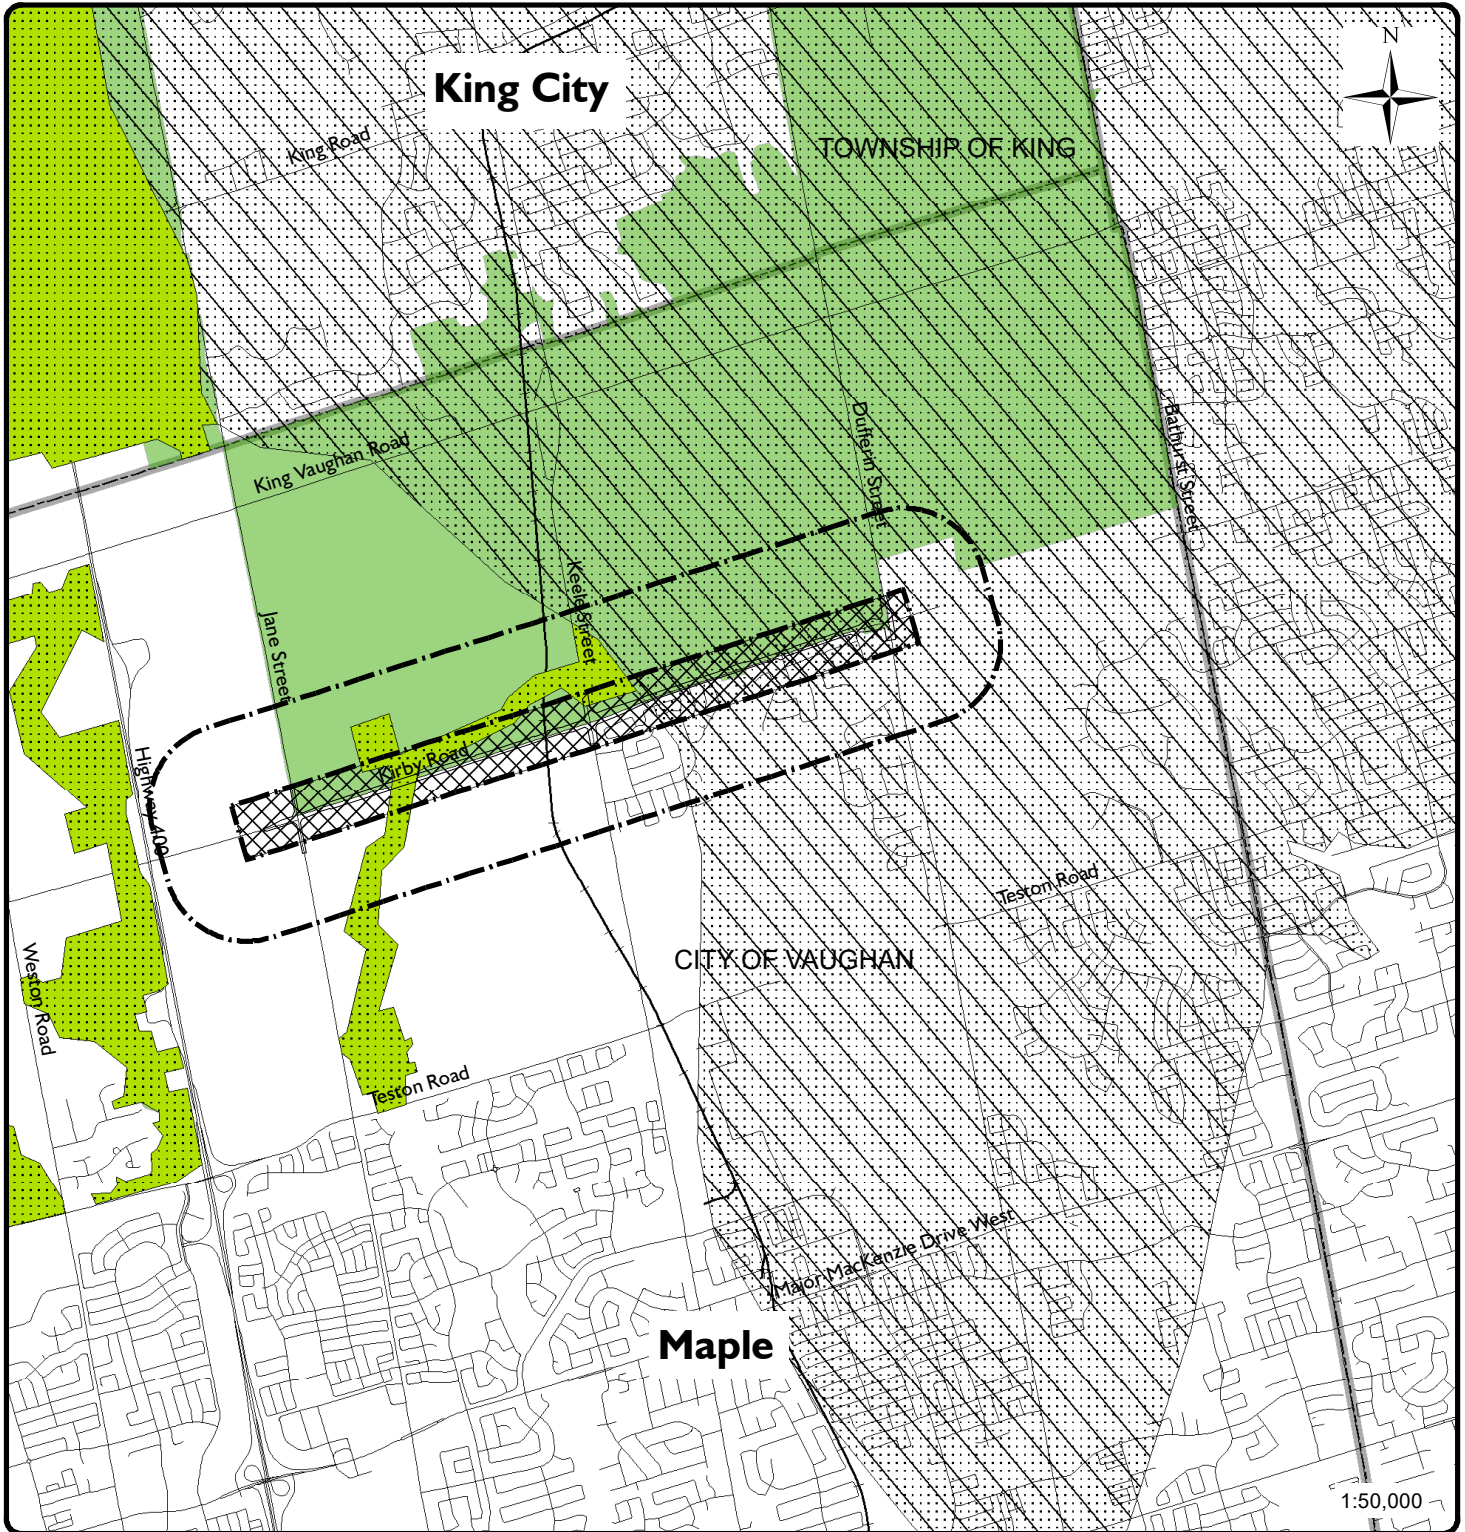 N
King City
King Road
TOWNSHIP OF KING
King Vaughan Road
Dufferin Street
Bathurst Street
Keele Street
Jane Street
Kirby Road
Highway 400
Teston Road
Weston Road
CITY OF VAUGHAN
Teston Road
Major MacKenzie Drive West
Maple
1:50,000